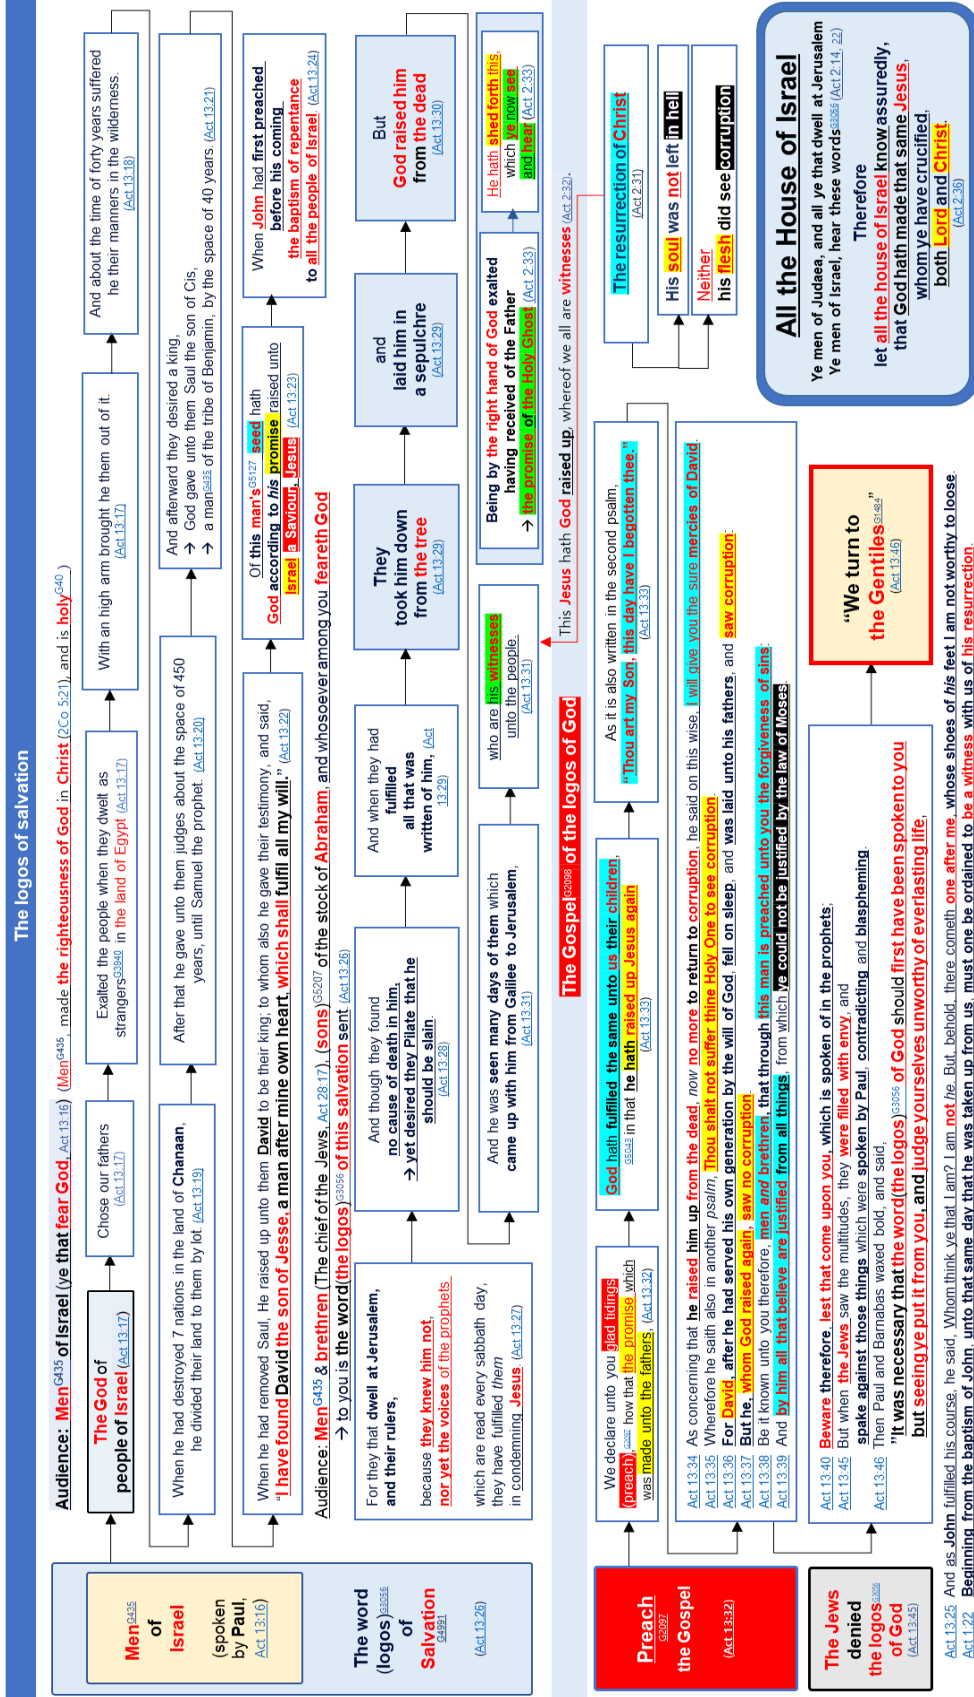 The logos of salvation
Audience: Men G435 of Israel (ye that fear God, Act 13:16) (Men G435, made the righteousness of God in Christ (2Co 5:21), and is holy G40 )
Men G435
of
Israel
(spoken
by Paul,
Act 13:16)
The God of
people of Israel (Act 13:17)
Chose our fathers
(Act 13:17)
Exalted the people when they dwelt as
strangers G3940 in the land of Egypt (Act 13:17)
With an high arm brought he them out of it.
(Act 13:17)
And about the time of forty years suffered
he their manners in the wilderness.
(Act 13:18)
When he had destroyed 7 nations in the land of Chanaan,
he divided their land to them by lot. (Act 13:19)
After that he gave unto them judges about the space of 450
years, until Samuel the prophet. (Act 13:20)
And afterward they desired a king,
→ God gave unto them Saul the son of Cis,
→ a man G435 of the tribe of Benjamin, by the space of 40 years. (Act 13:21)
When he had removed Saul, He raised up unto them David to be their king; to whom also he gave their testimony, and said,
“I have found David the son of Jesse, a man after mine own heart, which shall fulfil all my will.” (Act 13:22)
Of this man's G5127 seed hath
God according to his promise raised unto
Israel a Saviour, Jesus (Act 13:23)
When John had first preached
before his coming
the baptism of repentance
to all the people of Israel (Act 13:24)
Audience: Men G435 & brethren (The chief of the Jews, Act 28:17), (sons) G5207 of the stock of Abraham, and whosoever among you feareth God
→ to you is the word(the logos) G3056 of this salvation sent (Act 13:26)
The word
(logos) G3056
of
Salvation
G4991
(Act 13:26)
For they that dwell at Jerusalem,
and their rulers,
because they knew him not,
nor yet the voices of the prophets
which are read every sabbath day,
they have fulfilled them
in condemning Jesus. (Act 13:27)
And though they found
no cause of death in him,
→ yet desired they Pilate that he
should be slain.
(Act 13:28)
And when they had
fulfilled
all that was
written of him, (Act
13:29)
They
took him down
from the tree
(Act 13:29)
and
laid him in
a sepulchre
(Act 13:29)
But
God raised him
from the dead
(Act 13:30)
And he was seen many days of them which
came up with him from Galilee to Jerusalem,
(Act 13:31)
who are his witnesses
unto the people.
(Act 13:31)
Being by the right hand of God exalted
having received of the Father
→ the promise of the Holy Ghost (Act 2:33)
He hath shed forth this,
which ye now see
and hear (Act 2:33)
The Gospel G2098 of the logos of God
This Jesus hath God raised up, whereof we all are witnesses (Act 2:32).
Preach
G2097
the Gospel
(Act 13:32)
We declare unto you glad tidings
(preach), G2097 how that the promise which
was made unto the fathers, (Act 13:32)
God hath fulfilled the same unto us their children,
G5043 in that he hath raised up Jesus again
(Act 13:33)
As it is also written in the second psalm,
“Thou art my Son, this day have I begotten thee.”
(Act 13:33)
The resurrection of Christ
(Act 2:31)
His soul was not left in hell
Neither
his flesh did see corruption
Act 13:34 As concerning that he raised him up from the dead, now no more to return to corruption, he said on this wise, I will give you the sure mercies of David.
Act 13:35 Wherefore he saith also in another psalm, Thou shalt not suffer thine Holy One to see corruption.
Act 13:36 For David, after he had served his own generation by the will of God, fell on sleep, and was laid unto his fathers, and saw corruption:
Act 13:37 But he, whom God raised again, saw no corruption.
Act 13:38 Be it known unto you therefore, men and brethren, that through this man is preached unto you the forgiveness of sins:
Act 13:39 And by him all that believe are justified from all things, from which ye could not be justified by the law of Moses.
The Jews
denied
the logos G3056
of God
(Act 13:45)
Act 13:40 Beware therefore, lest that come upon you, which is spoken of in the prophets;
Act 13:45 But when the Jews saw the multitudes, they were filled with envy, and
spake against those things which were spoken by Paul, contradicting and blaspheming.
Act 13:46 Then Paul and Barnabas waxed bold, and said,
"It was necessary that the word(the logos) G3056 of God should first have been spoken to you
but seeing ye put it from you, and judge yourselves unworthy of everlasting life,
“We turn to
the Gentiles G1484”
(Act 13:46)
All the House of Israel
Ye men of Judaea, and all ye that dwell at Jerusalem
Ye men of Israel, hear these words G3056 (Act 2:14, 22)
Therefore
let all the house of Israel know assuredly,
that God hath made that same Jesus,
whom ye have crucified,
both Lord and Christ.
(Act 2:36)
Act 13:25 And as John fulfilled his course, he said, Whom think ye that I am? I am not he. But, behold, there cometh one after me, whose shoes of his feet I am not worthy to loose.
Act 1:22 Beginning from the baptism of John, unto that same day that he was taken up from us, must one be ordained to be a witness with us of his resurrection.